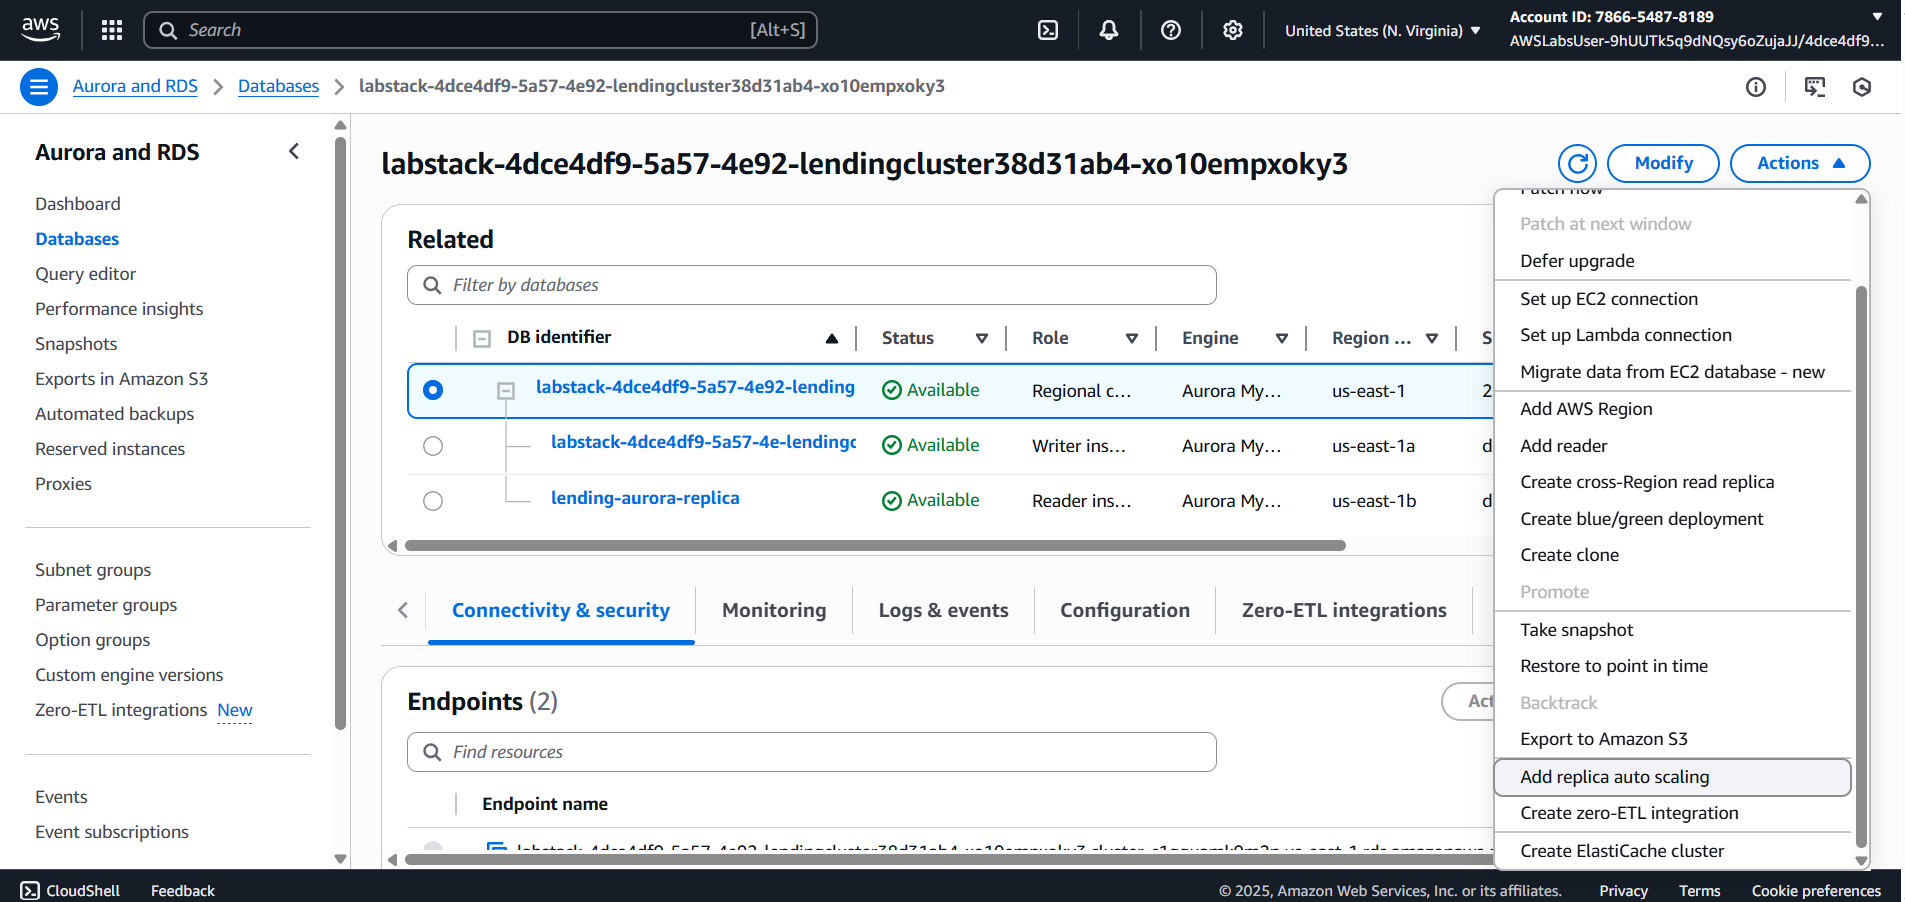 aws
Search [Alt+S]
United States (N. Virginia)
Account ID: 7866-5487-8189
AWSLabsUser-9hUUTk5q9dNQsy6oZujaJJ/4dce4df9...
Aurora and RDS
Databases
labstack-4dce4df9-5a57-4e92-lendingcluster38d31ab4-xo10empxoky3
Aurora and RDS
Dashboard
Databases
Query editor
Performance insights
Snapshots
Exports in Amazon S3
Automated backups
Reserved instances
Proxies
Subnet groups
Parameter groups
Option groups
Custom engine versions
Zero-ETL integrations New
Events
Event subscriptions
labstack-4dce4df9-5a57-4e92-lendingcluster38d31ab4-xo10empxoky3
Modify
Actions
Related
Filter by databases
DB identifier Status Role Engine Region ... S
labstack-4dce4df9-5a57-4e92-lending Available Regional c... Aurora My... us-east-1 2
labstack-4dce4df9-5a57-4e-lendingc Available Writer ins... Aurora My... us-east-1a d
lending-aurora-replica Available Reader ins... Aurora My... us-east-1b d
Connectivity & security Monitoring Logs & events Configuration Zero-ETL integrations
Endpoints (2)
Act
Find resources
Endpoint name
Patch now
Patch at next window
Defer upgrade
Set up EC2 connection
Set up Lambda connection
Migrate data from EC2 database - new
Add AWS Region
Add reader
Create cross-Region read replica
Create blue/green deployment
Create clone
Promote
Take snapshot
Restore to point in time
Backtrack
Export to Amazon S3
Add replica auto scaling
Create zero-ETL integration
Create ElastiCache cluster
CloudShell Feedback
© 2025, Amazon Web Services, Inc. or its affiliates. Privacy Terms Cookie preferences